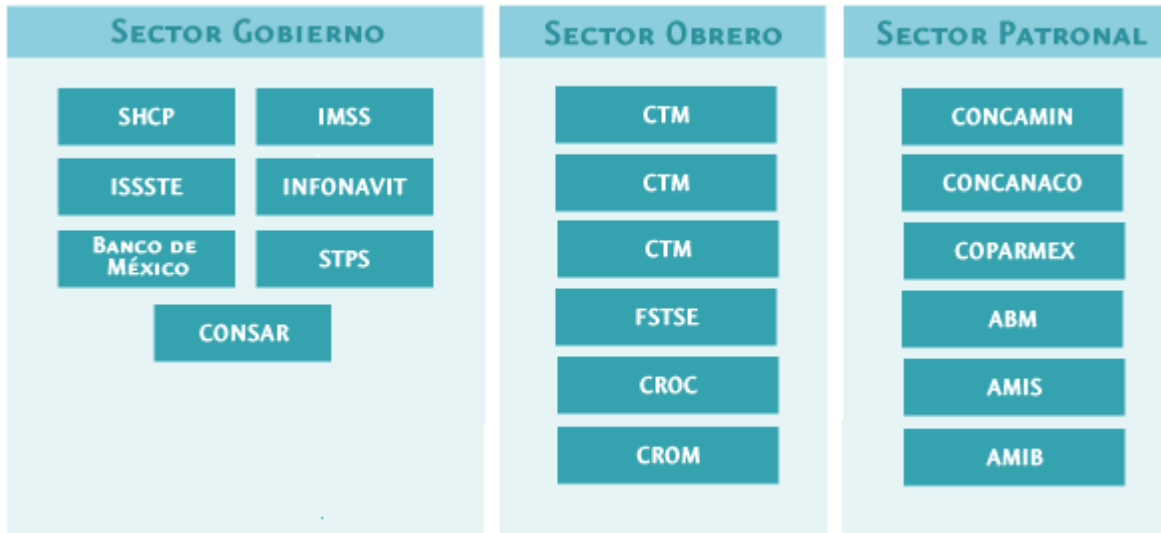 Sector Gobierno
SHCP
IMSS
ISSSTE
INFONAVIT
Banco de
México
STPS
CONSAR
Sector Obrero
CTM
CTM
CTM
FSTSE
CROC
CROM
Sector Patronal
CONCAMIN
CONCANACO
COPARMEX
ABM
AMIS
AMIB